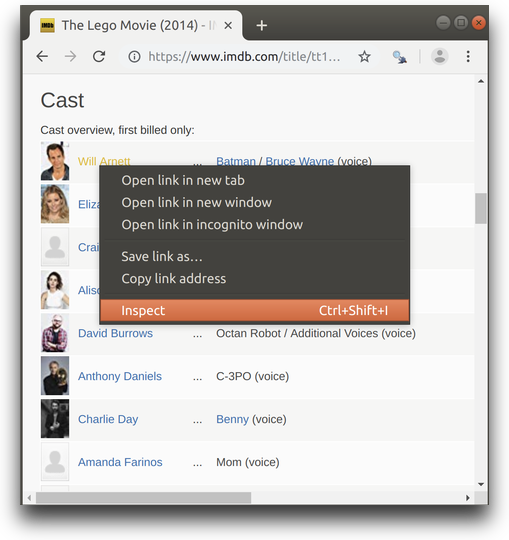 IMDb The Lego Movie (2014) - IM
https://www.imdb.com/title/tt1...
Cast
Cast overview, first billed only:
Will Arnett ... Batman / Bruce Wayne (voice)
Eliza
Crai
Aliso
Open link in new tab
Open link in new window
Open link in incognito window
Save link as…
Copy link address
Inspect Ctrl+Shift+I
David Burrows ... Octan Robot / Additional Voices (voice)
Anthony Daniels ... C-3PO (voice)
Charlie Day ... Benny (voice)
Amanda Farinos ... Mom (voice)